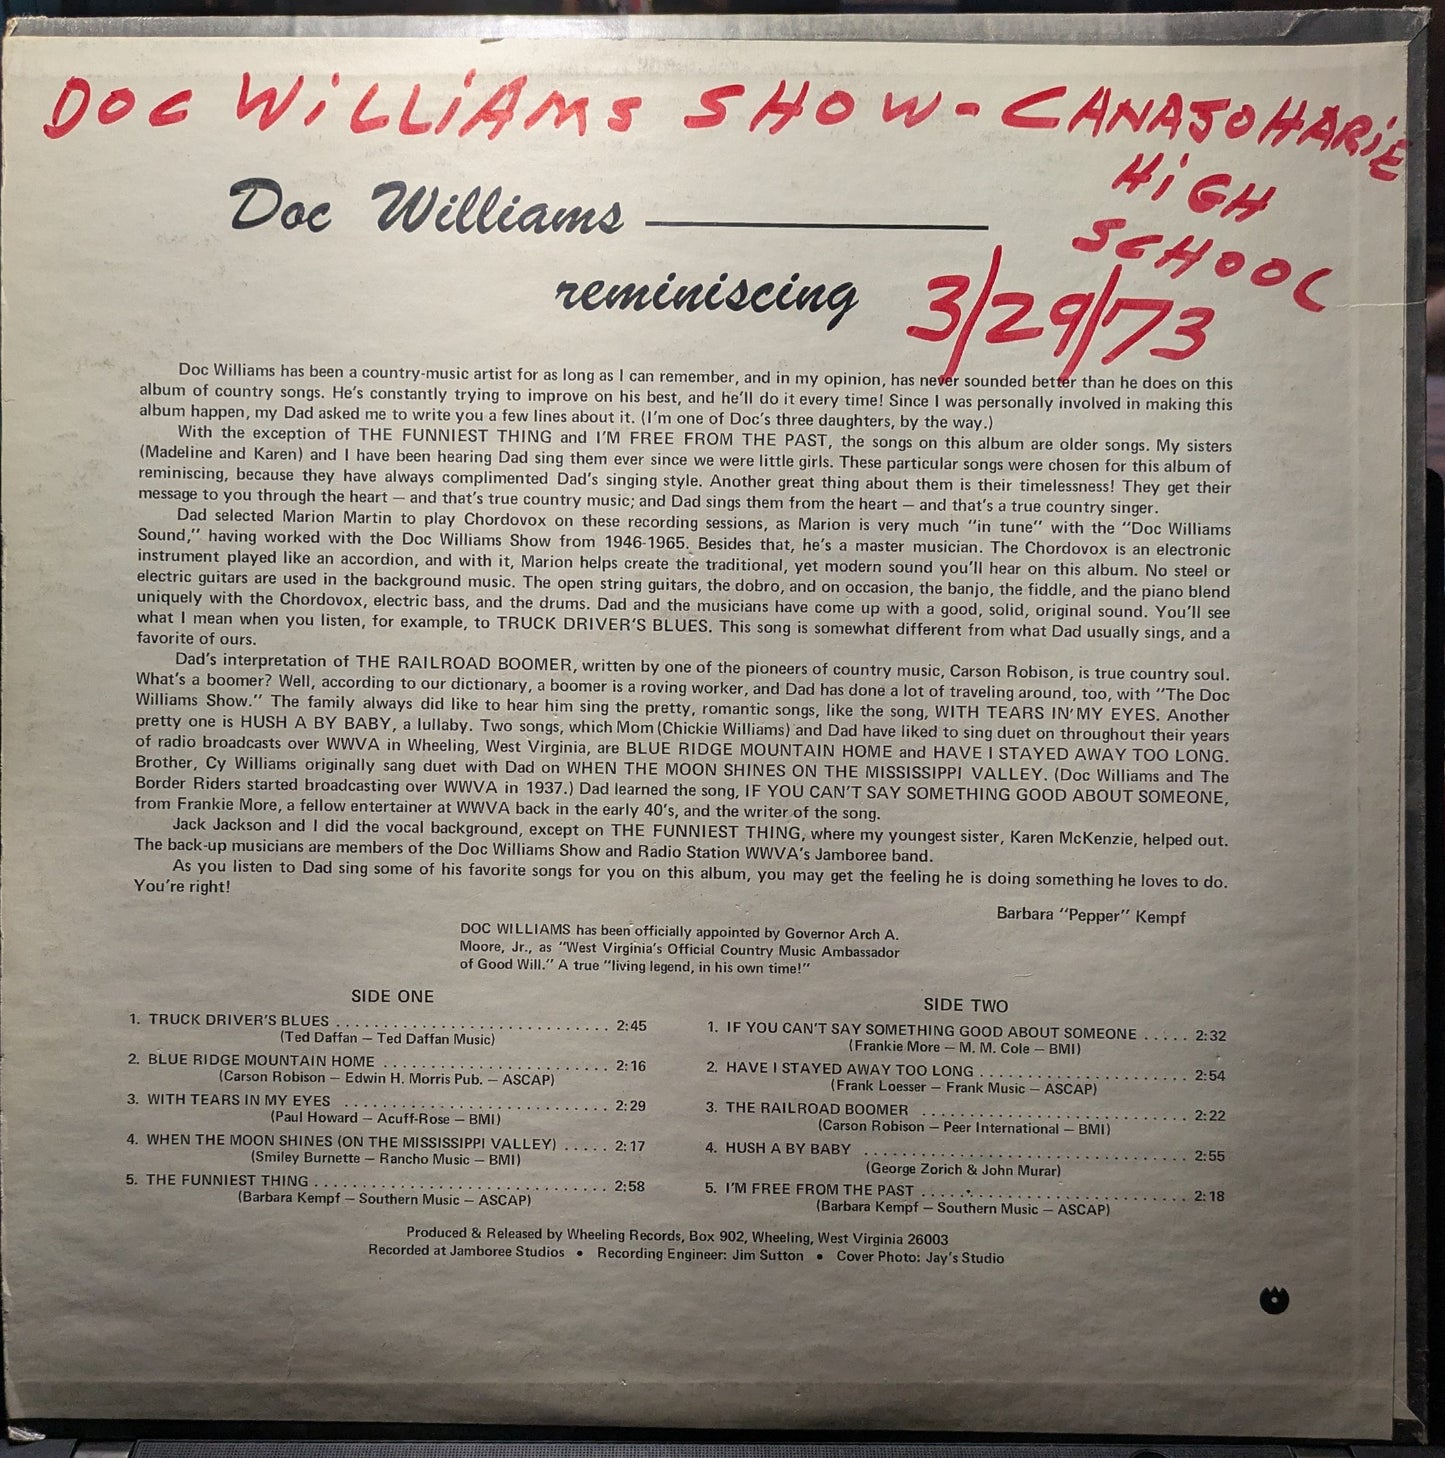 DOC WiLLiAMS SHOW - CANAJOHARiE
HiGH
SCHOOL
Doc Williams
reminiscing
3/29/73
Doc Williams has been a country-music artist for as long as I can remember, and in my opinion, has never sounded better than he does on this
album of country songs. He's constantly trying to improve on his best, and he'll do it every time! Since I was personally involved in making this
album happen, my Dad asked me to write you a few lines about it. (I'm one of Doc's three daughters, by the way.)
With the exception of THE FUNNIEST THING and I'M FREE FROM THE PAST, the songs on this album are older songs. My sisters
(Madeline and Karen) and I have been hearing Dad sing them ever since we were little girls. These particular songs were chosen for this album of
reminiscing, because they have always complimented Dad's singing style. Another great thing about them is their timelessness! They get their
message to you through the heart — and that's true country music; and Dad sings them from the heart — and that's a true country singer.
Dad selected Marion Martin to play Chordovox on these recording sessions, as Marion is very much "in tune" with the "Doc Williams
Sound," having worked with the Doc Williams Show from 1946-1965. Besides that, he's a master musician. The Chordovox is an electronic
instrument played like an accordion, and with it, Marion helps create the traditional, yet modern sound you'll hear on this album. No steel or
electric guitars are used in the background music. The open string guitars, the dobro, and on occasion, the banjo, the fiddle, and the piano blend
uniquely with the Chordovox, electric bass, and the drums. Dad and the musicians have come up with a good, solid, original sound. You'll see
what I mean when you listen, for example, to TRUCK DRIVER'S BLUES. This song is somewhat different from what Dad usually sings, and a
favorite of ours.
Dad's interpretation of THE RAILROAD BOOMER, written by one of the pioneers of country music, Carson Robison, is true country soul.
What's a boomer? Well, according to our dictionary, a boomer is a roving worker, and Dad has done a lot of traveling around, too, with "The Doc
Williams Show." The family always did like to hear him sing the pretty, romantic songs, like the song, WITH TEARS IN MY EYES. Another
pretty one is HUSH A BY BABY, a lullaby. Two songs, which Mom (Chickie Williams) and Dad have liked to sing duet on throughout their years
of radio broadcasts over WWVA in Wheeling, West Virginia, are BLUE RIDGE MOUNTAIN HOME and HAVE I STAYED AWAY TOO LONG.
Brother, Cy Williams originally sang duet with Dad on WHEN THE MOON SHINES ON THE MISSISSIPPI VALLEY. (Doc Williams and The
Border Riders started broadcasting over WWVA in 1937.) Dad learned the song, IF YOU CAN'T SAY SOMETHING GOOD ABOUT SOMEONE,
from Frankie More, a fellow entertainer at WWVA back in the early 40's, and the writer of the song.
Jack Jackson and I did the vocal background, except on THE FUNNIEST THING, where my youngest sister, Karen McKenzie, helped out.
The back-up musicians are members of the Doc Williams Show and Radio Station WWVA's Jamboree band.
As you listen to Dad sing some of his favorite songs for you on this album, you may get the feeling he is doing something he loves to do.
You're right!
Barbara "Pepper" Kempf
DOC WILLIAMS has been officially appointed by Governor Arch A.
Moore, Jr., as "West Virginia's Official Country Music Ambassador
of Good Will." A true "living legend, in his own time!"
SIDE ONE
1. TRUCK DRIVER'S BLUES . . . . . . . . . . 2:45
(Ted Daffan — Ted Daffan Music)
2. BLUE RIDGE MOUNTAIN HOME . . . . . . . . . . 2:16
(Carson Robison — Edwin H. Morris Pub. — ASCAP)
3. WITH TEARS IN MY EYES . . . . . . . . . . 2:29
(Paul Howard — Acuff-Rose — BMI)
4. WHEN THE MOON SHINES (ON THE MISSISSIPPI VALLEY) . . . . . 2:17
(Smiley Burnette — Rancho Music — BMI)
5. THE FUNNIEST THING . . . . . . . . . . 2:58
(Barbara Kempf — Southern Music — ASCAP)
SIDE TWO
1. IF YOU CAN'T SAY SOMETHING GOOD ABOUT SOMEONE . . . . . 2:32
(Frankie More — M. M. Cole — BMI)
2. HAVE I STAYED AWAY TOO LONG . . . . . . . . . . 2:54
(Frank Loesser — Frank Music — ASCAP)
3. THE RAILROAD BOOMER . . . . . . . . . . 2:22
(Carson Robison — Peer International — BMI)
4. HUSH A BY BABY . . . . . . . . . . 2:55
(George Zorich & John Murar)
5. I'M FREE FROM THE PAST . . . . . . . . . . 2:18
(Barbara Kempf — Southern Music — ASCAP)
Produced & Released by Wheeling Records, Box 902, Wheeling, West Virginia 26003
Recorded at Jamboree Studios • Recording Engineer: Jim Sutton • Cover Photo: Jay's Studio